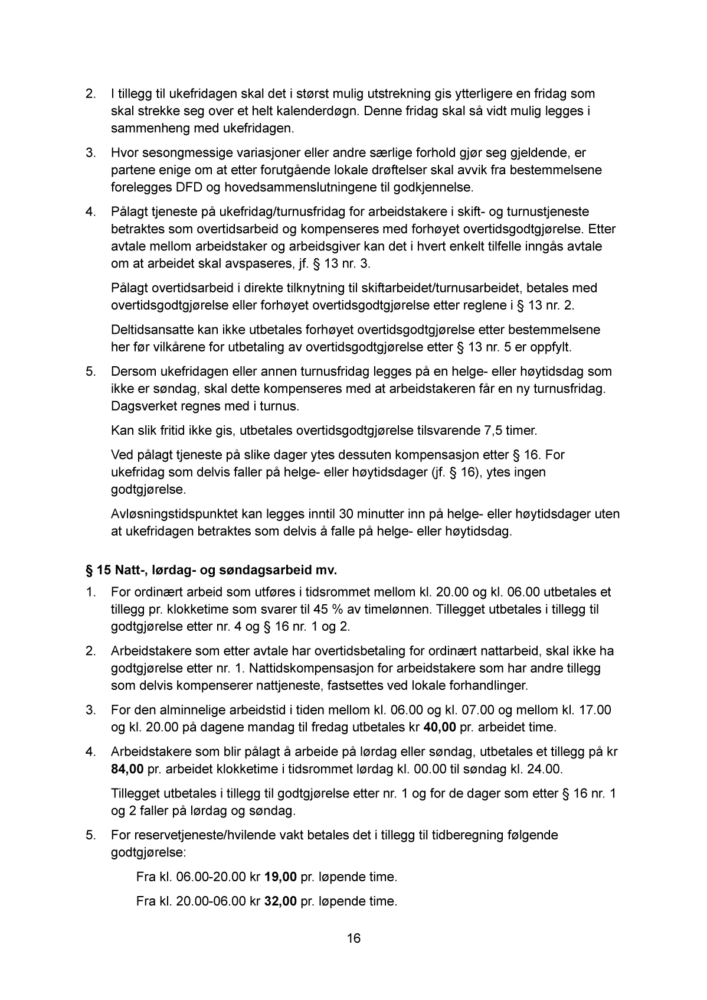 2. I tillegg til ukefridagen skal det i størst mulig utstrekning gis ytterligere en fridag som
skal strekke seg over et helt kalenderdøgn. Denne fridag skal så vidt mulig legges i
sammenheng med ukefridagen.
3. Hvor sesongmessige variasjoner eller andre særlige forhold gjør seg gjeldende, er
partene enige om at etter forutgående lokale drøftelser skal avvik fra bestemmelsene
forelegges DFD og hovedsammenslutningene til godkjennelse.
4. Pålagt tjeneste på ukefridag/turnusfridag for arbeidstakere i skift- og turnustjeneste
betraktes som overtidsarbeid og kompenseres med forhøyet overtidsgodtgjørelse. Etter
avtale mellom arbeidstaker og arbeidsgiver kan det i hvert enkelt tilfelle inngås avtale
om at arbeidet skal avspaseres, jf. § 13 nr. 3.
Pålagt overtidsarbeid i direkte tilknytning til skiftarbeidet/turnusarbeidet, betales med
overtidsgodtgjørelse eller forhøyet overtidsgodtgjørelse etter reglene i § 13 nr. 2.
Deltidsansatte kan ikke utbetales forhøyet overtidsgodtgjørelse etter bestemmelsene
her før vilkårene for utbetaling av overtidsgodtgjørelse etter § 13 nr. 5 er oppfylt.
5. Dersom ukefridagen eller annen turnusfridag legges på en helge- eller høytidsdag som
ikke er søndag, skal dette kompenseres med at arbeidstakeren får en ny turnusfridag.
Dagsverket regnes med i turnus.
Kan slik fritid ikke gis, utbetales overtidsgodtgjørelse tilsvarende 7,5 timer.
Ved pålagt tjeneste på slike dager ytes dessuten kompensasjon etter § 16. For
ukefridag som delvis faller på helge- eller høytidsdager (jf. § 16), ytes ingen
godtgjørelse.
Avløsningstidspunktet kan legges inntil 30 minutter inn på helge- eller høytidsdager uten
at ukefridagen betraktes som delvis å falle på helge- eller høytidsdag.
§ 15 Natt-, lørdag- og søndagsarbeid mv.
1. For ordinært arbeid som utføres i tidsrommet mellom kl. 20.00 og kl. 06.00 utbetales et
tillegg pr. klokketime som svarer til 45 % av timelønnen. Tillegget utbetales i tillegg til
godtgjørelse etter nr. 4 og § 16 nr. 1 og 2.
2. Arbeidstakere som etter avtale har overtidsbetaling for ordinært nattarbeid, skal ikke ha
godtgjørelse etter nr. 1. Nattidskompensasjon for arbeidstakere som har andre tillegg
som delvis kompenserer nattjeneste, fastsettes ved lokale forhandlinger.
3. For den alminnelige arbeidstid i tiden mellom kl. 06.00 og kl. 07.00 og mellom kl. 17.00
og kl. 20.00 på dagene mandag til fredag utbetales kr 40,00 pr. arbeidet time.
4. Arbeidstakere som blir pålagt å arbeide på lørdag eller søndag, utbetales et tillegg på kr
84,00 pr. arbeidet klokketime i tidsrommet lørdag kl. 00.00 til søndag kl. 24.00.
Tillegget utbetales i tillegg til godtgjørelse etter nr. 1 og for de dager som etter § 16 nr. 1
og 2 faller på lørdag og søndag.
5. For reservetjeneste/hvilende vakt betales det i tillegg til tidberegning følgende
godtgjørelse:
Fra kl. 06.00-20.00 kr 19,00 pr. løpende time.
Fra kl. 20.00-06.00 kr 32,00 pr. løpende time.
16